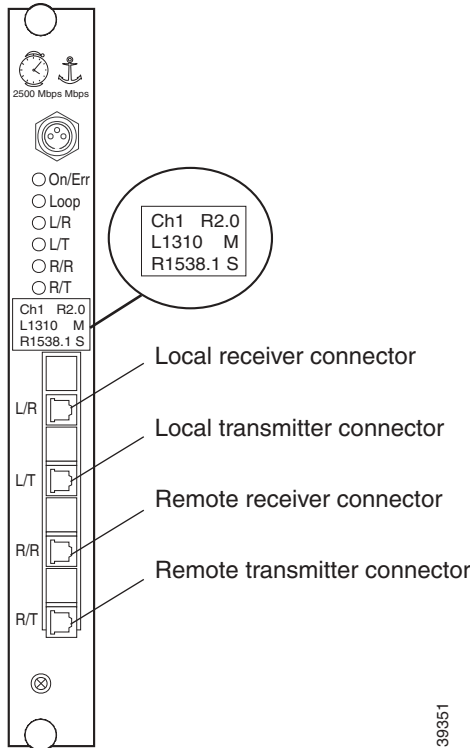 2500 Mbps Mbps
On/Err
Loop
L/R
L/T
R/R
R/T
Ch1 R2.0
L1310 M
R1538.1 S
Ch1 R2.0
L1310 M
R1538.1 S
L/R
Local receiver connector
L/T
Local transmitter connector
R/R
Remote receiver connector
R/T
Remote transmitter connector
39351